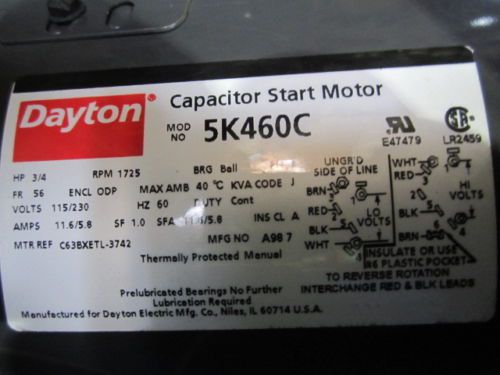 Dayton
Capacitor Start Motor
MOD NO 5K460C
E47479 LR2459
HP 3/4 RPM 1725 BRG Ball
FR 56 ENCL ODP MAX AMB 40 °C KVA CODE J
VOLTS 115/230 HZ 60 DUTY Cont
AMPS 11.6/5.8 SF 1.0 SFA 11.6/5.8 INS CL A
MTR REF C63BXETL-3742 MFG NO A98 7
Thermally Protected Manual
Prelubricated Bearings No Further
Lubrication Required
Manufactured for Dayton Electric Mfg. Co., Niles, IL 60714 U.S.A.
UNGR'D
SIDE OF LINE
BRN
RED
BLK
WHT
LO
VOLTS
WHT
RED
BLK
BRN
HI
VOLTS
INSULATE OR USE
#6 PLASTIC POCKET
TO REVERSE ROTATION
INTERCHANGE RED & BLK LEADS